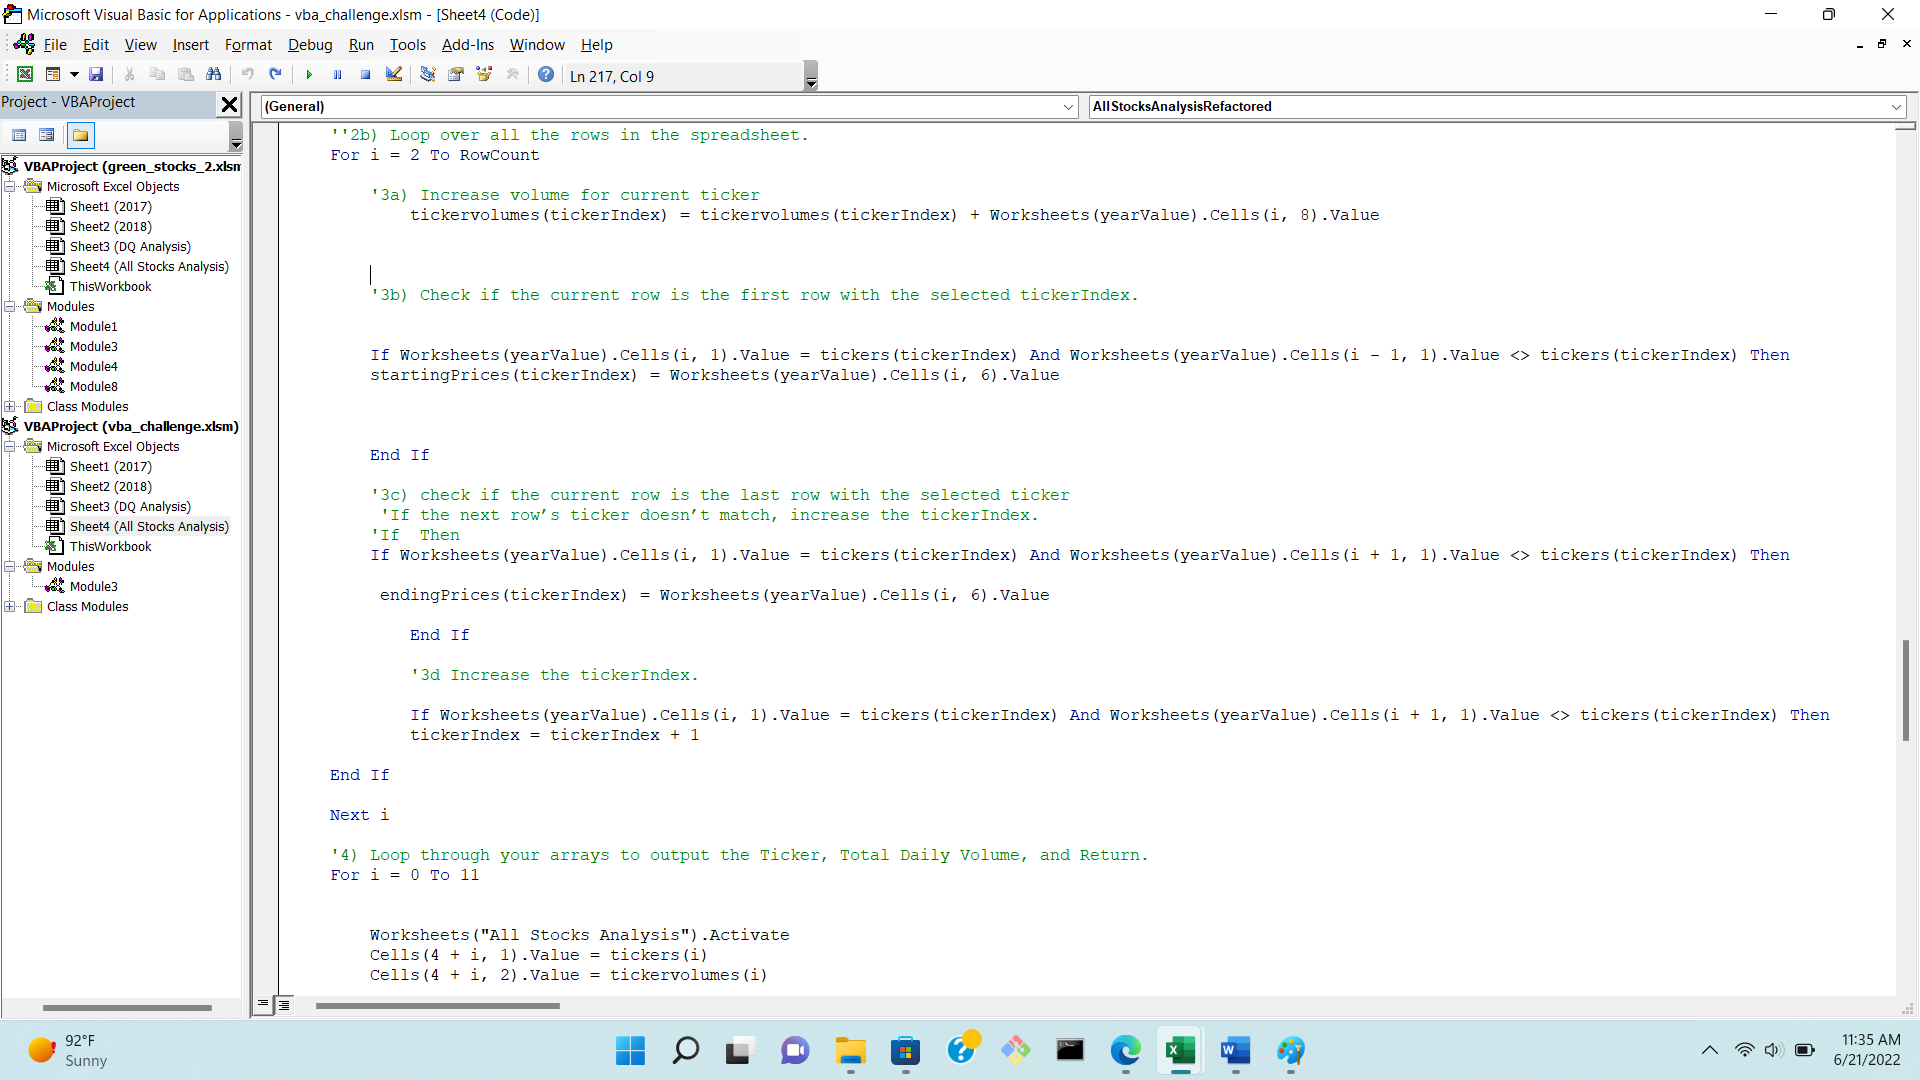 Microsoft Visual Basic for Applications - vba_challenge.xlsm - [Sheet4 (Code)]
File Edit View Insert Format Debug Run Tools Add-Ins Window Help
Ln 217, Col 9
Project - VBAProject
VBAProject (green_stocks_2.xlsm
Microsoft Excel Objects
Sheet1 (2017)
Sheet2 (2018)
Sheet3 (DQ Analysis)
Sheet4 (All Stocks Analysis)
ThisWorkbook
Modules
Module1
Module3
Module4
Module8
Class Modules
VBAProject (vba_challenge.xlsm)
Microsoft Excel Objects
Sheet1 (2017)
Sheet2 (2018)
Sheet3 (DQ Analysis)
Sheet4 (All Stocks Analysis)
ThisWorkbook
Modules
Module3
Class Modules
(General)
AllStocksAnalysisRefactored
''2b) Loop over all the rows in the spreadsheet.
For i = 2 To RowCount
'3a) Increase volume for current ticker
tickervolumes(tickerIndex) = tickervolumes(tickerIndex) + Worksheets(yearValue).Cells(i, 8).Value
'3b) Check if the current row is the first row with the selected tickerIndex.
If Worksheets(yearValue).Cells(i, 1).Value = tickers(tickerIndex) And Worksheets(yearValue).Cells(i - 1, 1).Value <> tickers(tickerIndex) Then
startingPrices(tickerIndex) = Worksheets(yearValue).Cells(i, 6).Value
End If
'3c) check if the current row is the last row with the selected ticker
'If the next row’s ticker doesn’t match, increase the tickerIndex.
'If  Then
If Worksheets(yearValue).Cells(i, 1).Value = tickers(tickerIndex) And Worksheets(yearValue).Cells(i + 1, 1).Value <> tickers(tickerIndex) Then
endingPrices(tickerIndex) = Worksheets(yearValue).Cells(i, 6).Value
End If
'3d Increase the tickerIndex.
If Worksheets(yearValue).Cells(i, 1).Value = tickers(tickerIndex) And Worksheets(yearValue).Cells(i + 1, 1).Value <> tickers(tickerIndex) Then
tickerIndex = tickerIndex + 1
End If
Next i
'4) Loop through your arrays to output the Ticker, Total Daily Volume, and Return.
For i = 0 To 11
Worksheets("All Stocks Analysis").Activate
Cells(4 + i, 1).Value = tickers(i)
Cells(4 + i, 2).Value = tickervolumes(i)
92°F
Sunny
11:35 AM
6/21/2022